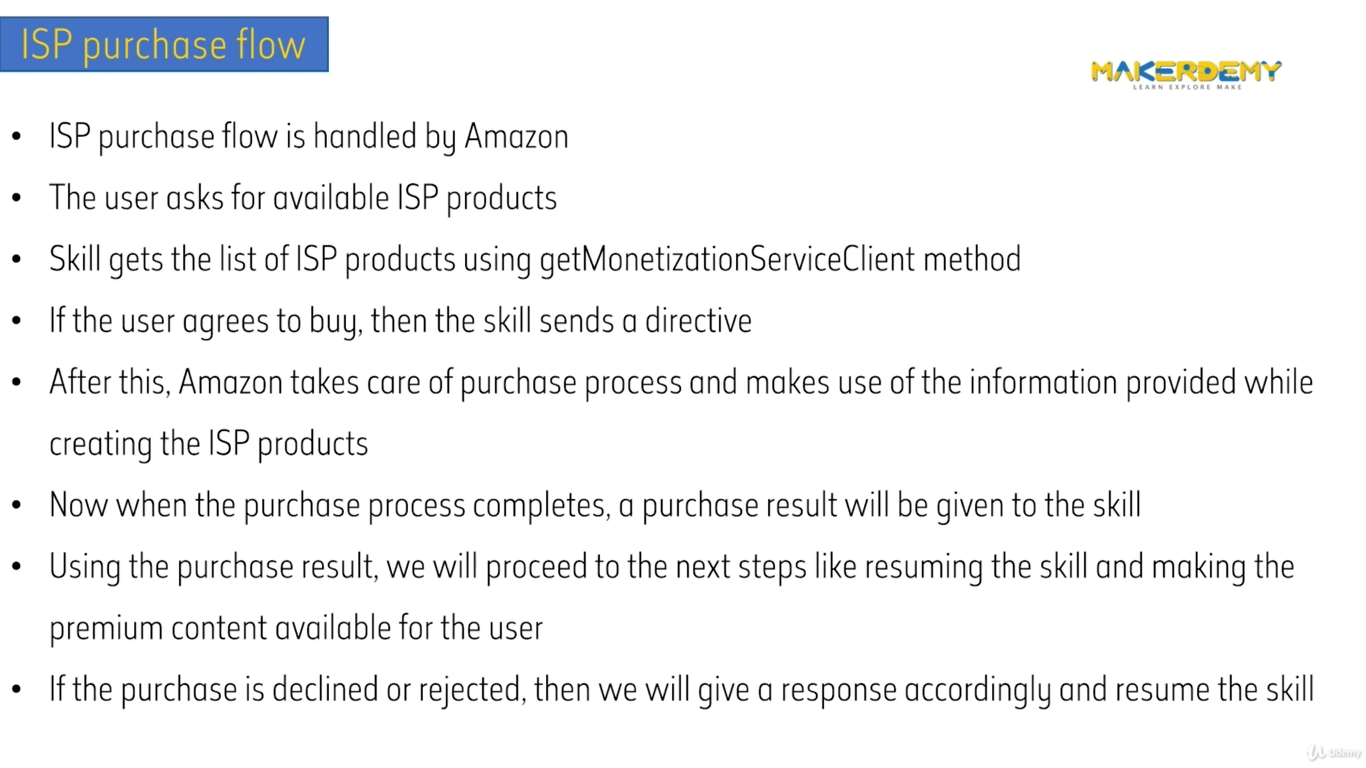 ISP purchase flow
MAKERDEMY
LEARN EXPLORE MAKE
• ISP purchase flow is handled by Amazon
• The user asks for available ISP products
• Skill gets the list of ISP products using getMonetizationServiceClient method
• If the user agrees to buy, then the skill sends a directive
• After this, Amazon takes care of purchase process and makes use of the information provided while
creating the ISP products
• Now when the purchase process completes, a purchase result will be given to the skill
• Using the purchase result, we will proceed to the next steps like resuming the skill and making the
premium content available for the user
• If the purchase is declined or rejected, then we will give a response accordingly and resume the skill
Udemy